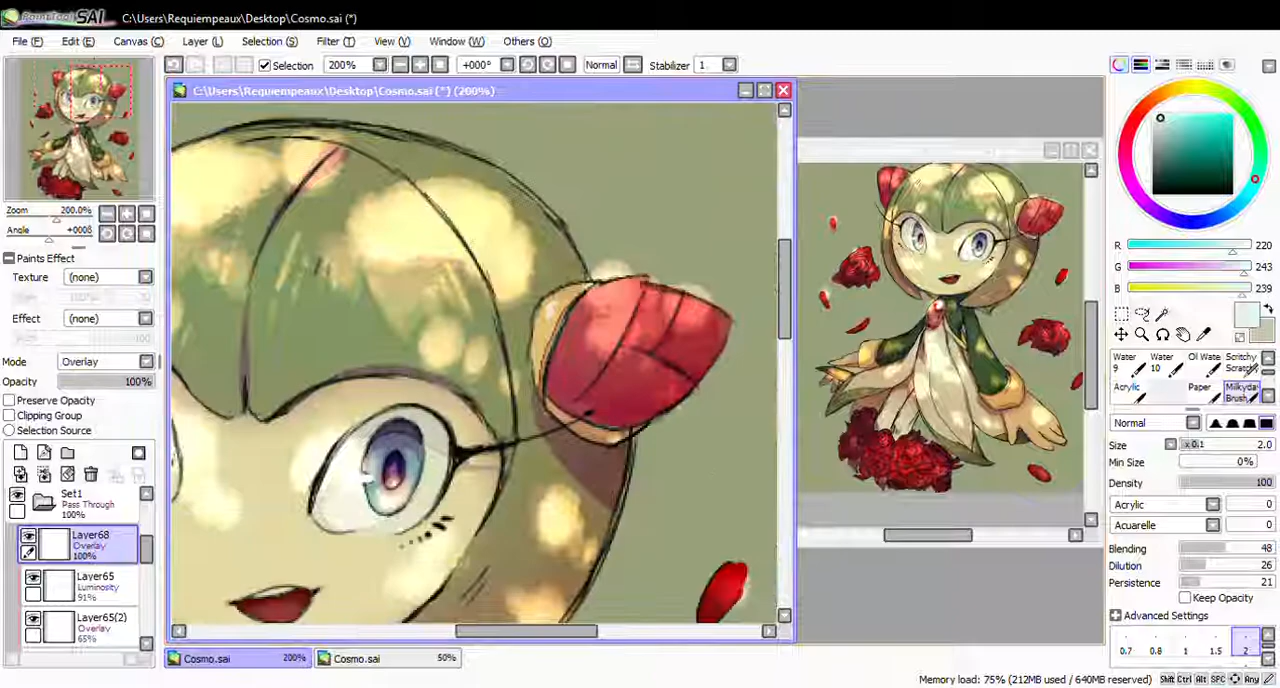 PaintTool SAI C:\Users\Requiempeaux\Desktop\Cosmo.sai (*)
File (F) Edit (E) Canvas (C) Layer (L) Selection (S) Filter (T) View (V) Window (W) Others (O)
Selection 200% +000° Normal Stabilizer 1
C:\Users\Requiempeaux\Desktop\Cosmo.sai (*) (200%)
Zoom 200.0%
Angle +000θ
Paints Effect
Texture (none)
Effect (none)
Mode Overlay
Opacity 100%
Preserve Opacity
Clipping Group
Selection Source
Set1
Pass Through
100%
Layer68
Overlay
100%
Layer65
Luminosity
91%
Layer65(2)
Overlay
65%
Cosmo.sai 200% Cosmo.sai 50%
R 220
G 243
B 239
Water 9
Water 10
Oil Wate
Scritchy Scratch
Acrylic
Paper
Milkyda Brush
Normal
Size x 0.1 2.0
Min Size 0%
Density 100
Acrylic 0
Acuarelle 0
Blending 48
Dilution 26
Persistence 21
Keep Opacity
Advanced Settings
0.7 0.8 1 1.5 2
Memory load: 75% (212MB used / 640MB reserved) Shift Ctrl Alt SPC Any